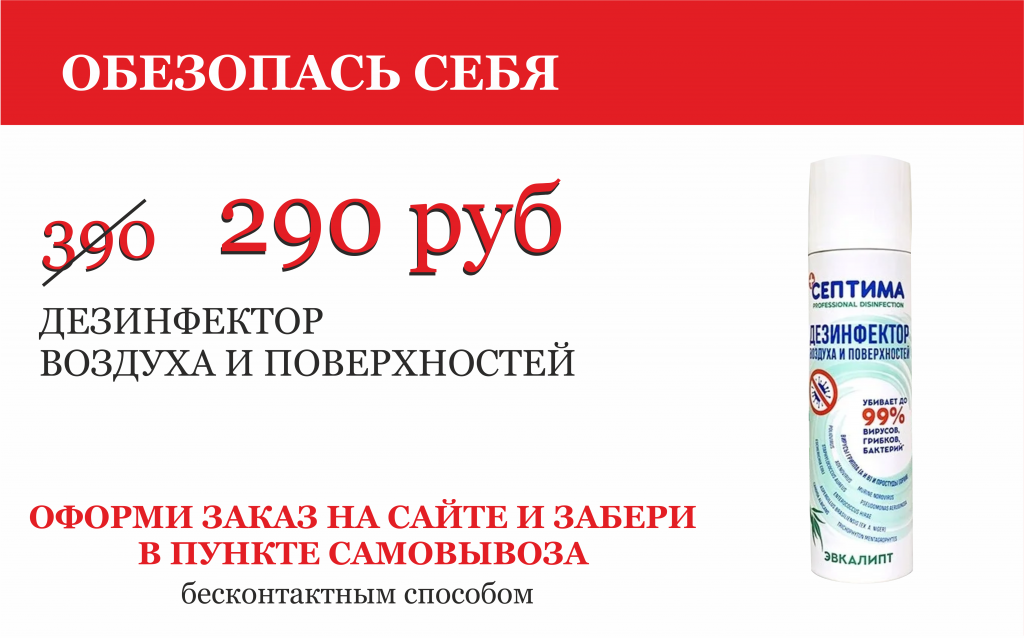 ОБЕЗОПАСЬ СЕБЯ
390 290 руб
ДЕЗИНФЕКТОР
ВОЗДУХА И ПОВЕРХНОСТЕЙ
СЕПТИМА
PROFESSIONAL DISINFECTION
ДЕЗИНФЕКТОР
ВОЗДУХА И ПОВЕРХНОСТЕЙ
УБИВАЕТ ДО
99%
ВИРУСОВ,
ГРИБКОВ,
БАКТЕРИЙ*
ЭВКАЛИПТ
ОФОРМИ ЗАКАЗ НА САЙТЕ И ЗАБЕРИ
В ПУНКТЕ САМОВЫВОЗА
бесконтактным способом